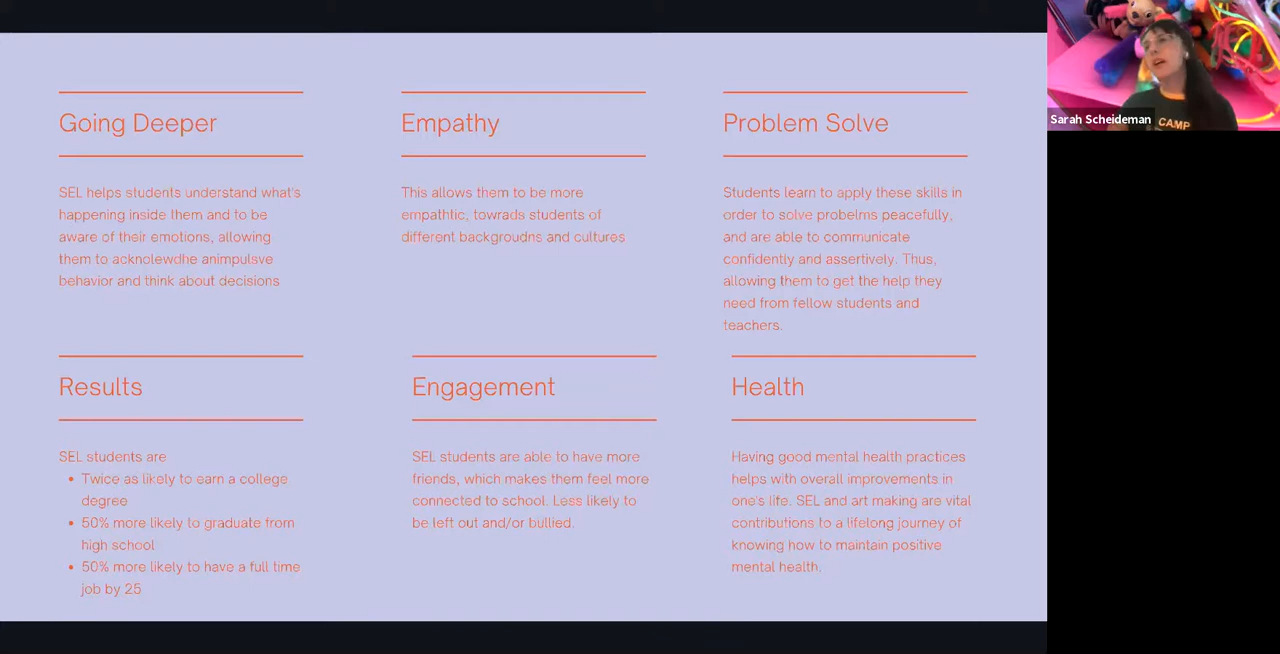 Going Deeper
SEL helps students understand what's
happening inside them and to be
aware of their emotions, allowing
them to acknolewdhe animpulsve
behavior and think about decisions
Empathy
This allows them to be more
empathtic, towrads students of
different backgroudns and cultures
Problem Solve
Students learn to apply these skills in
order to solve probelms peacefully,
and are able to communicate
confidently and assertively. Thus,
allowing them to get the help they
need from fellow students and
teachers.
Results
SEL students are
• Twice as likely to earn a college
degree
• 50% more likely to graduate from
high school
• 50% more likely to have a full time
job by 25
Engagement
SEL students are able to have more
friends, which makes them feel more
connected to school. Less likely to
be left out and/or bullied.
Health
Having good mental health practices
helps with overall improvements in
one's life. SEL and art making are vital
contributions to a lifelong journey of
knowing how to maintain positive
mental health.
Sarah Scheideman
CAMP